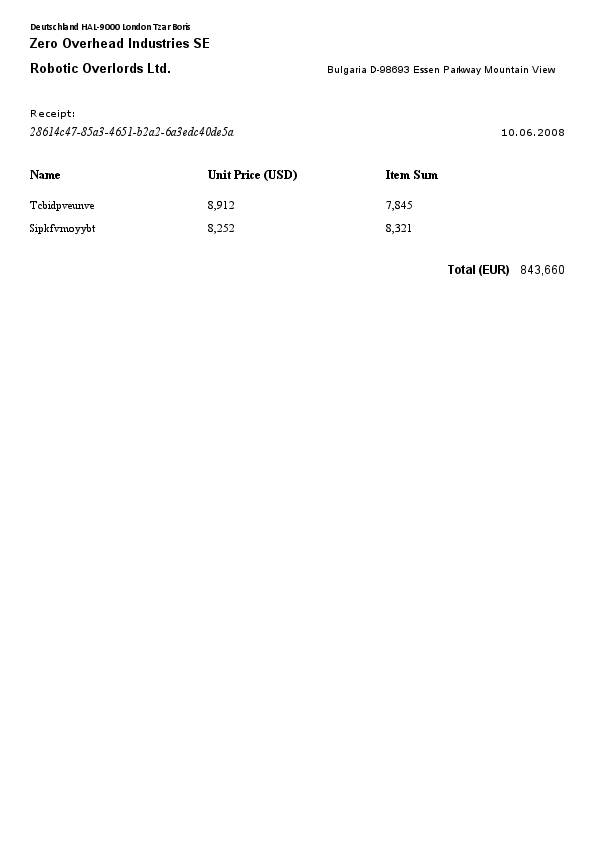 Deutschland HAL-9000 London Tzar Boris
Zero Overhead Industries SE
Robotic Overlords Ltd. Bulgaria D-98693 Essen Parkway Mountain View
Receipt:
28614c47-85a3-4651-b2a2-6a3edc40de5a 10.06.2008
Name Unit Price (USD) Item Sum
Tcbidpveunve 8,912 7,845
Sipkfvmoyybt 8,252 8,321
Total (EUR) 843,660